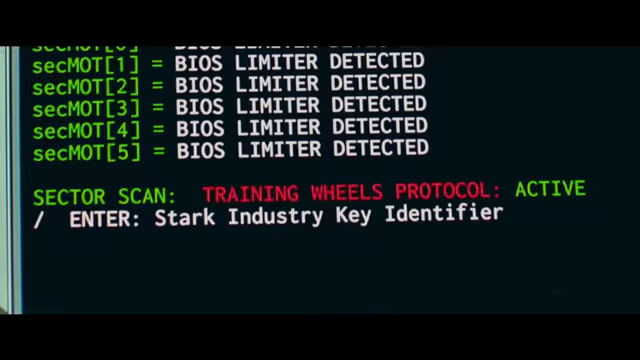 secMOT[1] = BIOS LIMITER DETECTED
secMOT[2] = BIOS LIMITER DETECTED
secMOT[3] = BIOS LIMITER DETECTED
secMOT[4] = BIOS LIMITER DETECTED
secMOT[5] = BIOS LIMITER DETECTED
SECTOR SCAN: TRAINING WHEELS PROTOCOL: ACTIVE
/ ENTER: Stark Industry Key Identifier